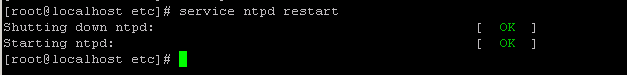 [root@localhost etc]# service ntpd restart
Shutting down ntpd: [ OK ]
Starting ntpd: [ OK ]
[root@localhost etc]#